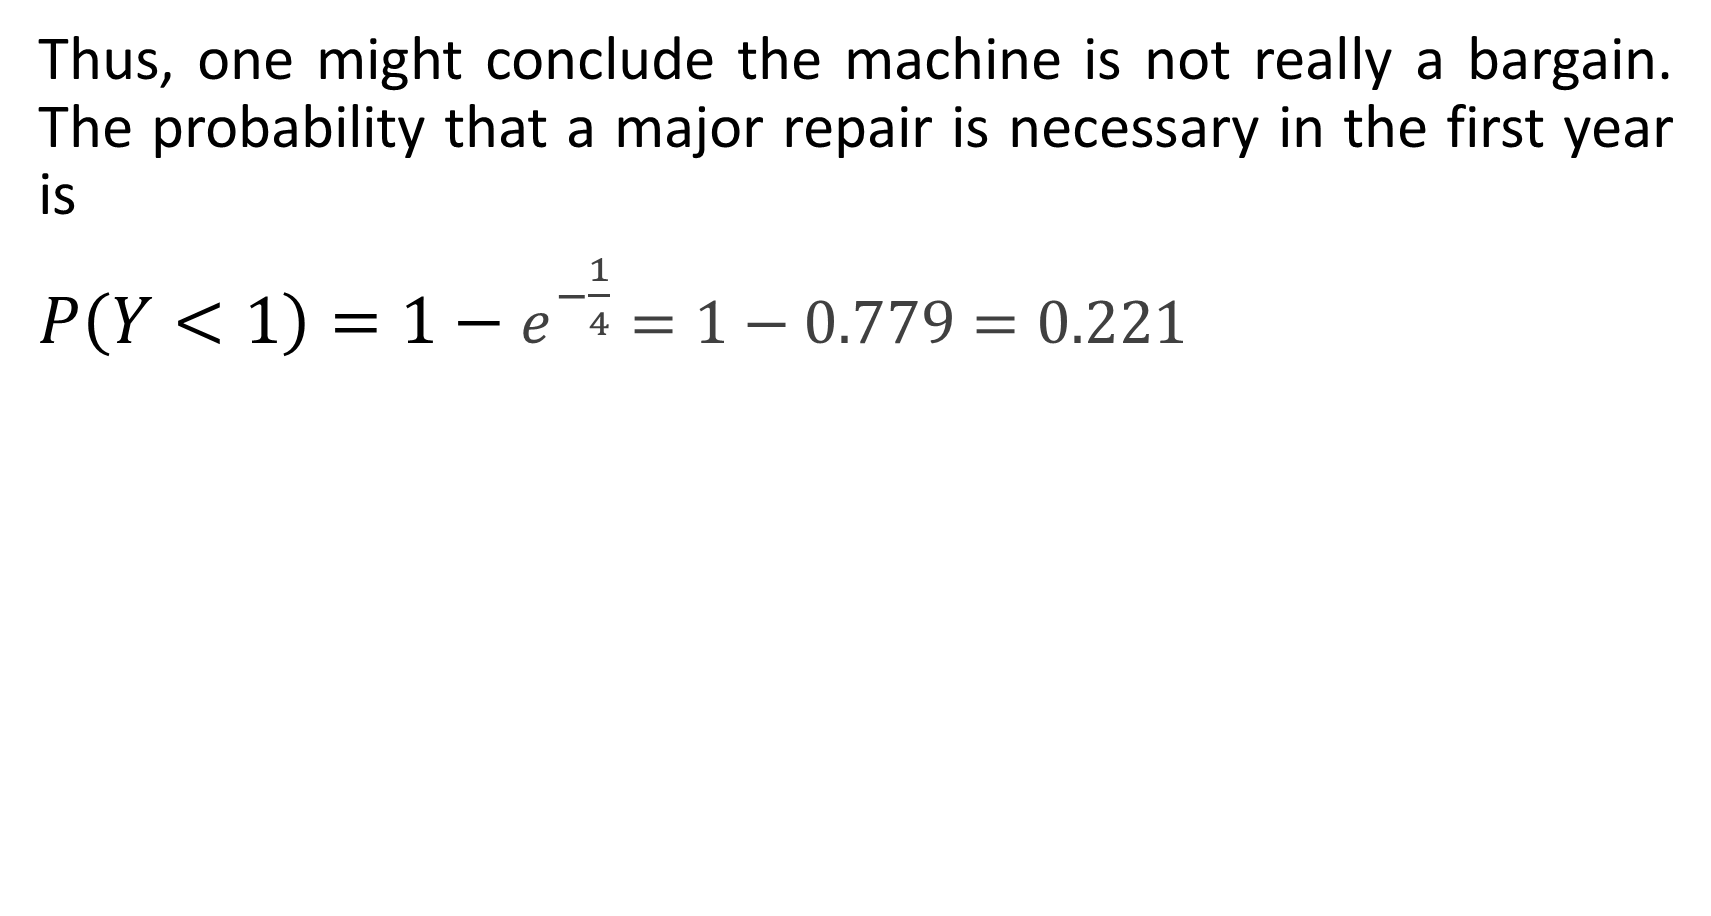 Thus, one might conclude the machine is not really a bargain.
The probability that a major repair is necessary in the first year
is
$P(Y < 1) = 1 - e^{-\frac{1}{4}} = 1 - 0.779 = 0.221$